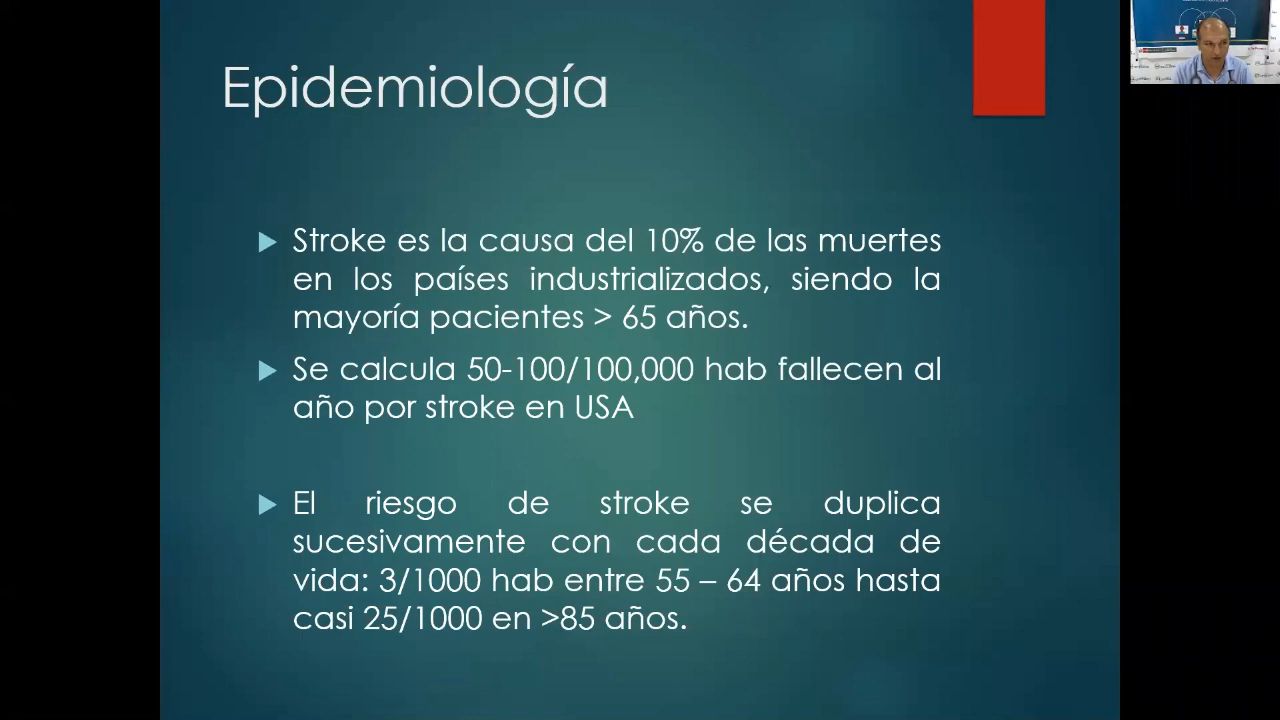 Epidemiología
Stroke es la causa del 10% de las muertes
en los países industrializados, siendo la
mayoría pacientes > 65 años.
Se calcula 50-100/100,000 hab fallecen al
año por stroke en USA
El riesgo de stroke se duplica
sucesivamente con cada década de
vida: 3/1000 hab entre 55 – 64 años hasta
casi 25/1000 en >85 años.